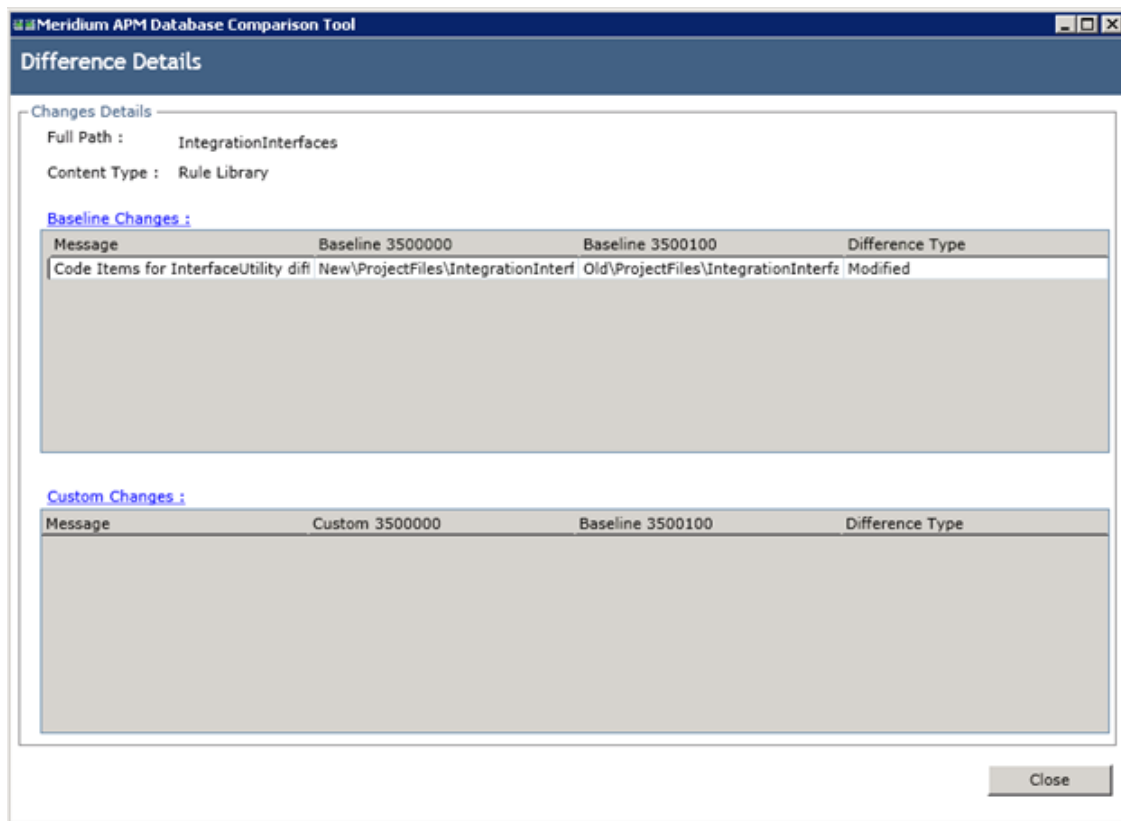 Meridium APM Database Comparison Tool
Difference Details
Changes Details
Full Path : IntegrationInterfaces
Content Type : Rule Library
Baseline Changes :
Message Baseline 3500000 Baseline 3500100 Difference Type
Code Items for InterfaceUtility New\ProjectFiles\IntegrationInterf Old\ProjectFiles\IntegrationInterfa Modified
Custom Changes :
Message Custom 3500000 Baseline 3500100 Difference Type
Close